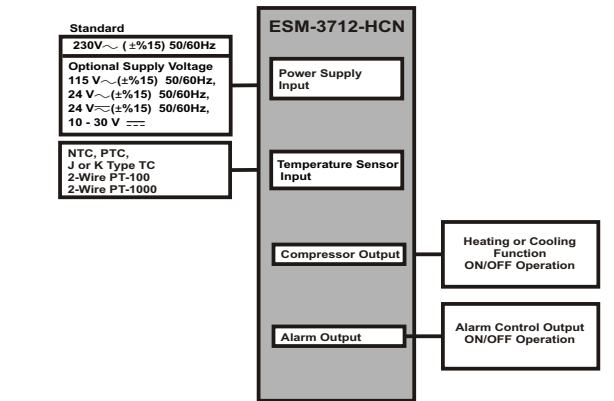 Standard
230V～ ( ±%15) 50/60Hz
Optional Supply Voltage
115 V～(±%15) 50/60Hz,
24 V～(±%15) 50/60Hz,
24 V⏦(±%15) 50/60Hz,
10 - 30 V ⎓
NTC, PTC,
J or K Type TC
2-Wire PT-100
2-Wire PT-1000
ESM-3712-HCN
Power Supply
Input
Temperature Sensor
Input
Compressor Output
Alarm Output
Heating or Cooling
Function
ON/OFF Operation
Alarm Control Output
ON/OFF Operation